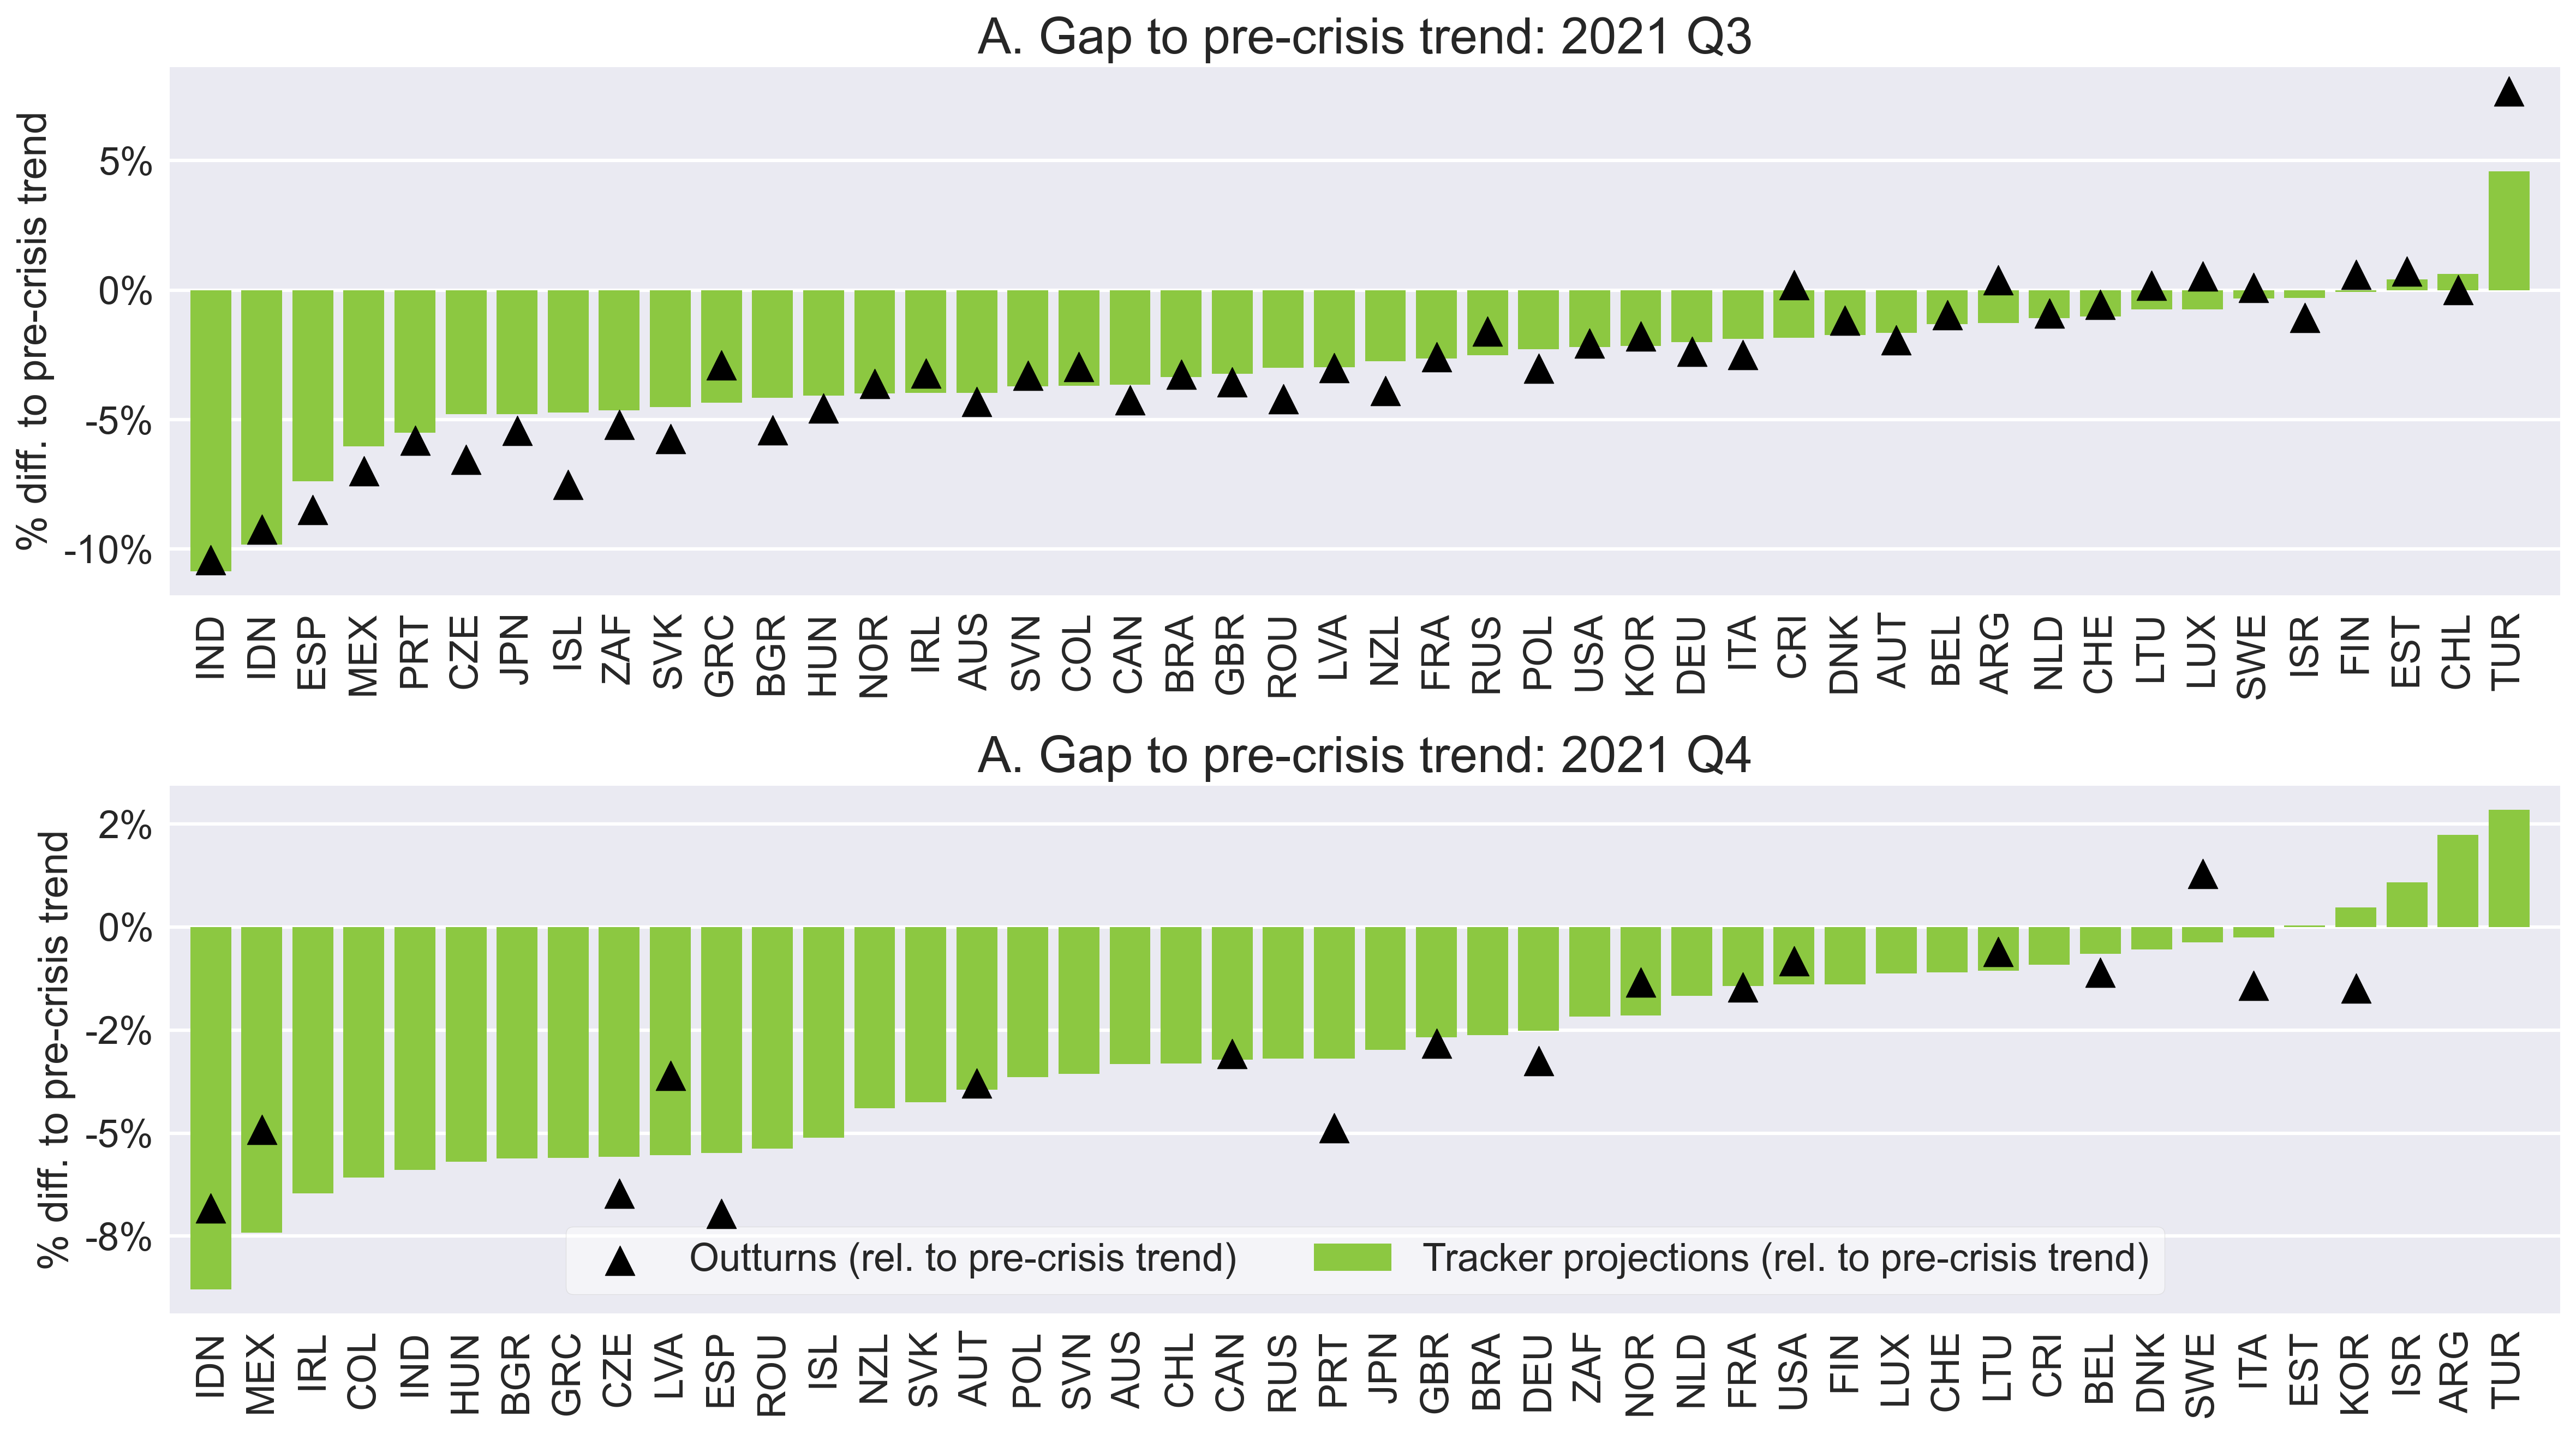 A. Gap to pre-crisis trend: 2021 Q3
% diff. to pre-crisis trend
5%
0%
-5%
-10%
IND IDN ESP MEX PRT CZE JPN ISL ZAF SVK GRC BGR HUN NOR IRL AUS SVN COL CAN BRA GBR ROU LVA NZL FRA RUS POL USA KOR DEU ITA CRI DNK AUT BEL ARG NLD CHE LTU LUX SWE ISR FIN EST CHL TUR
A. Gap to pre-crisis trend: 2021 Q4
% diff. to pre-crisis trend
2%
0%
-2%
-5%
-8%
Outturns (rel. to pre-crisis trend) Tracker projections (rel. to pre-crisis trend)
IDN MEX IRL COL IND HUN BGR GRC CZE LVA ESP ROU ISL NZL SVK AUT POL SVN AUS CHL CAN RUS PRT JPN GBR BRA DEU ZAF NOR NLD FRA USA FIN LUX CHE LTU CRI BEL DNK SWE ITA EST KOR ISR ARG TUR